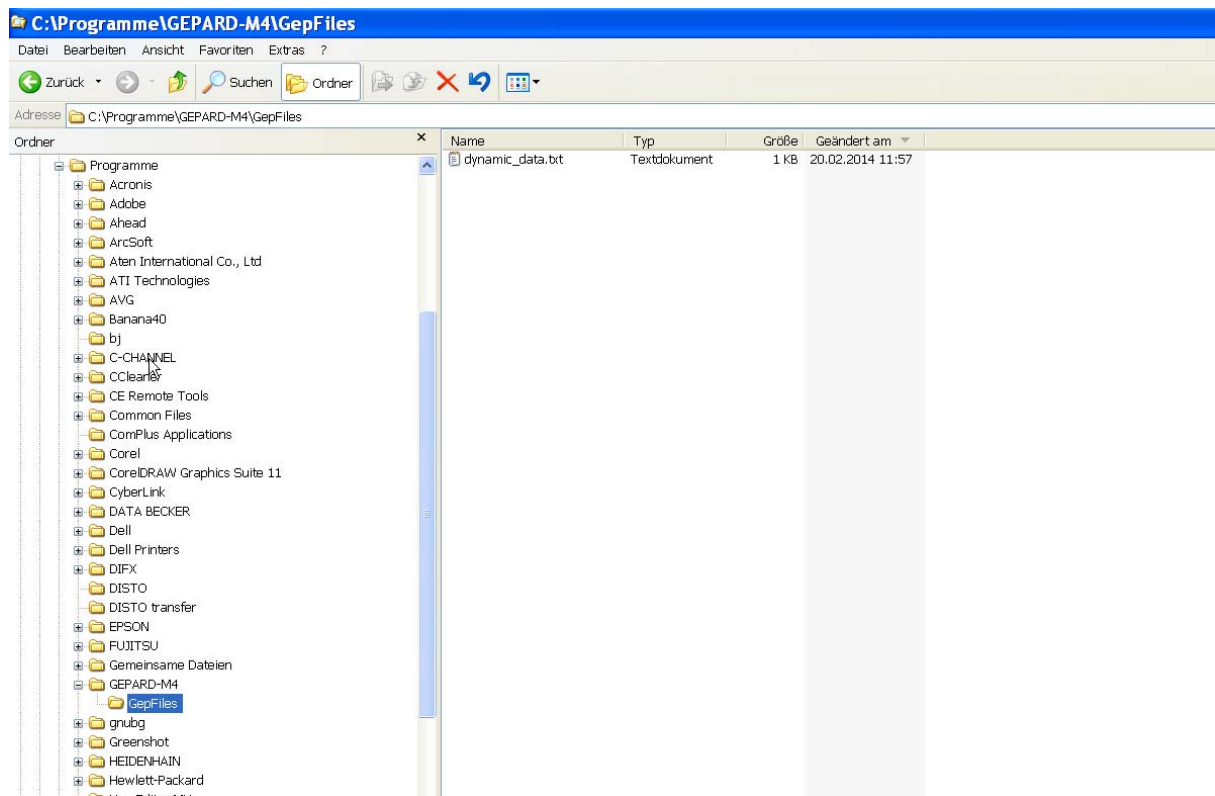 C:\Programme\GEPARD-M4\GepFiles
Datei Bearbeiten Ansicht Favoriten Extras ?
Zurück Suchen Ordner
Adresse C:\Programme\GEPARD-M4\GepFiles
Ordner
Programme
Acronis
Adobe
Ahead
ArcSoft
Aten International Co., Ltd
ATI Technologies
AVG
Banana40
bj
C-CHANNEL
CCleaner
CE Remote Tools
Common Files
ComPlus Applications
Corel
CorelDRAW Graphics Suite 11
CyberLink
DATA BECKER
Dell
Dell Printers
DIFX
DISTO
DISTO transfer
EPSON
FUJITSU
Gemeinsame Dateien
GEPARD-M4
GepFiles
gnubg
Greenshot
HEIDENHAIN
Hewlett-Packard
Name Typ Größe Geändert am
dynamic_data.txt Textdokument 1 KB 20.02.2014 11:57